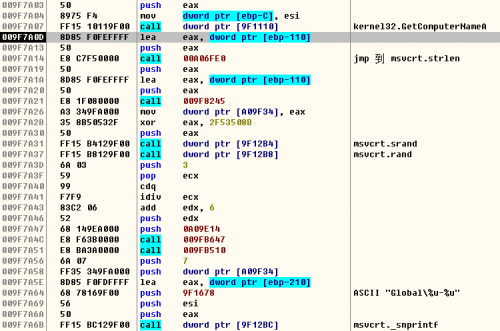 009F7A03 50 push eax
009F7A04 8975 F4 mov dword ptr [ebp-C], esi
009F7A07 FF15 10119F00 call dword ptr [9F1110] kernel32.GetComputerNameA
009F7A0D 8D85 F0FEFFFF lea eax, dword ptr [ebp-110]
009F7A13 50 push eax
009F7A14 E8 C7F50000 call 00A06FE0 jmp 到 msvcrt.strlen
009F7A19 50 push eax
009F7A1A 8D85 F0FEFFFF lea eax, dword ptr [ebp-110]
009F7A20 50 push eax
009F7A21 E8 1F080000 call 009F8245
009F7A26 A3 349FA000 mov dword ptr [A09F34], eax
009F7A2B 35 8B50532F xor eax, 2F53508B
009F7A30 50 push eax
009F7A31 FF15 B4129F00 call dword ptr [9F12B4] msvcrt.srand
009F7A37 FF15 B8129F00 call dword ptr [9F12B8] msvcrt.rand
009F7A3D 6A 03 push 3
009F7A3F 59 pop ecx
009F7A40 99 cdq
009F7A41 F7F9 idiv ecx
009F7A43 83C2 06 add edx, 6
009F7A46 52 push edx
009F7A47 68 149EA000 push 0A09E14
009F7A4C E8 F63B0000 call 009FB647
009F7A51 E8 BA3A0000 call 009FB510
009F7A56 6A 07 push 7
009F7A58 FF35 349FA000 push dword ptr [A09F34]
009F7A5E 8D85 F0FDFFFF lea eax, dword ptr [ebp-210]
009F7A64 68 78169F00 push 9F1678 ASCII "Global\%u-%u"
009F7A69 56 push esi
009F7A6A 50 push eax
009F7A6B FF15 BC129F00 call dword ptr [9F12BC] msvcrt._snprintf